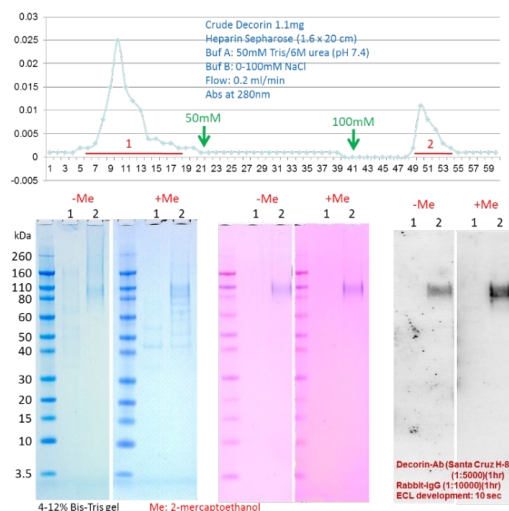 0.03
0.025
0.02
0.015
0.01
0.005
0
-0.005
Crude Decorin 1.1mg
Heparin Sepharose (1.6 x 20 cm)
Buf A: 50mM Tris/6M urea (pH 7.4)
Buf B: 0-100mM NaCl
Flow: 0.2 ml/min
Abs at 280nm
50mM
100mM
1
2
1 3 5 7 9 11 13 15 17 19 21 23 25 27 29 31 33 35 37 39 41 43 45 47 49 51 53 55 57 59
-Me +Me -Me +Me -Me +Me
1 2 1 2 1 2 1 2 1 2 1 2
kDa
260
160
110
80
60
50
40
30
20
15
10
3.5
Decorin-Ab (Santa Cruz H-8
(1:5000)(1hr)
Rabbit-IgG (1:10000)(1hr)
ECL development: 10 sec
4-12% Bis-Tris gel Me: 2-mercaptoethanol